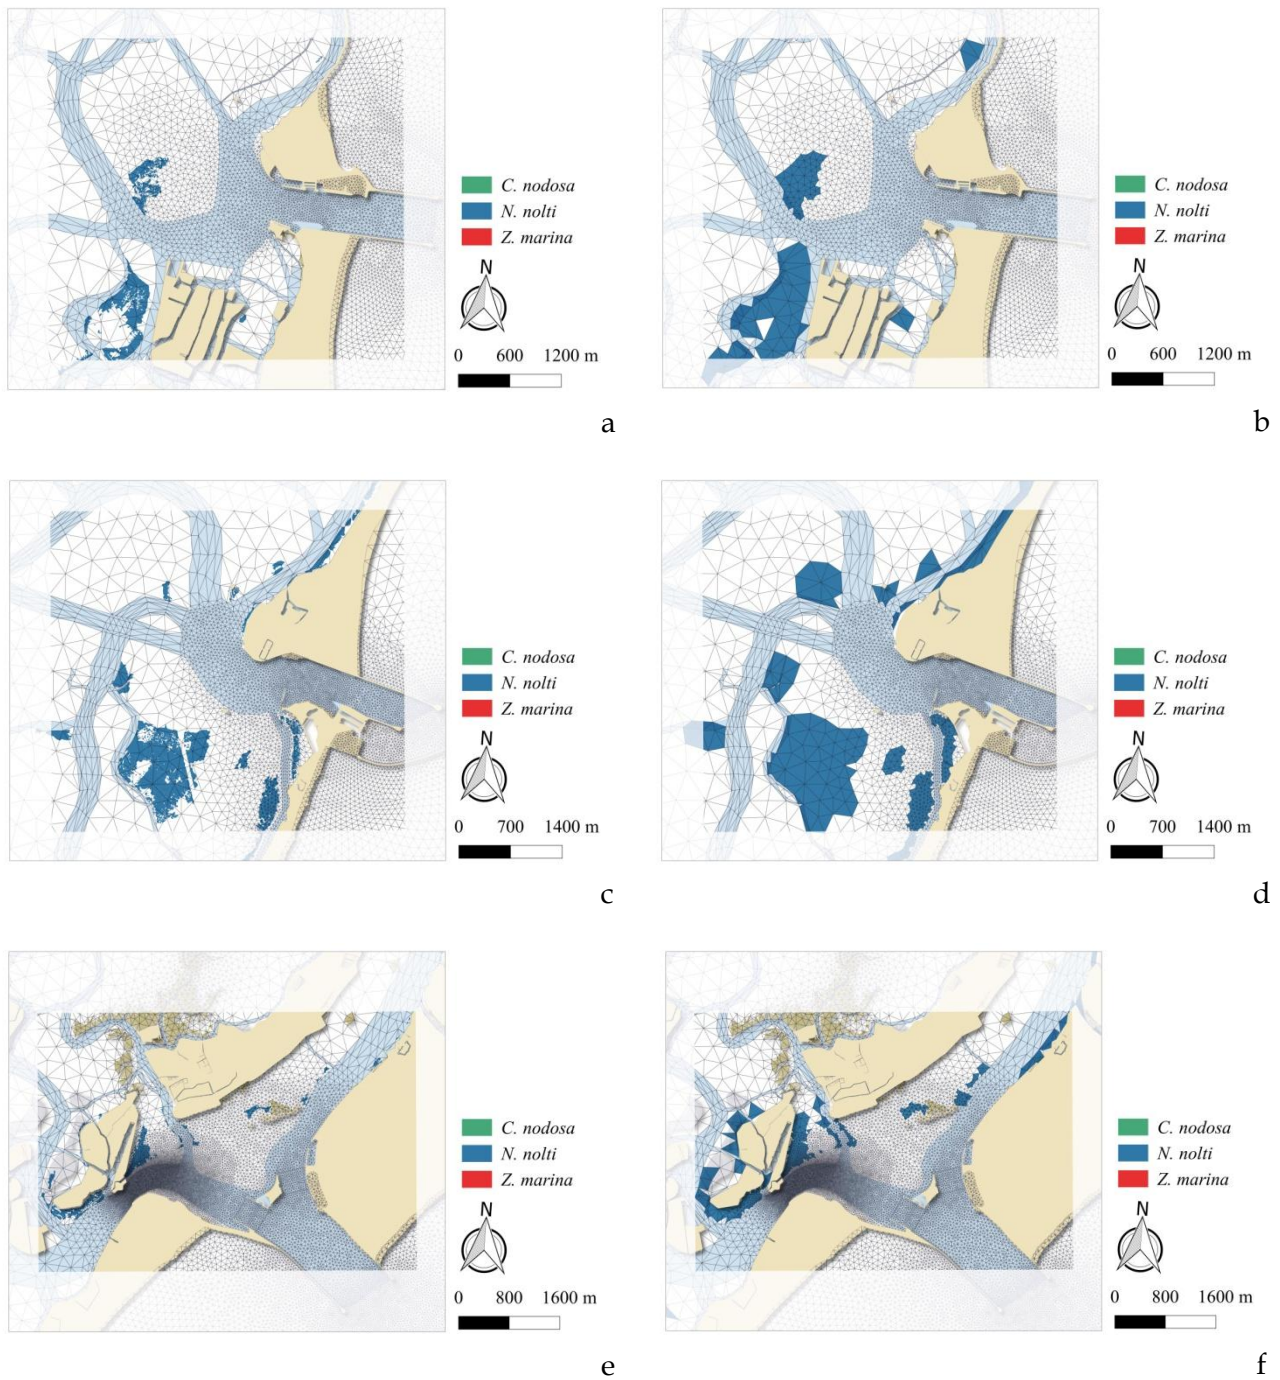 C. nodosa
N. nolti
Z. marina
N
0 600 1200 m
a
C. nodosa
N. nolti
Z. marina
N
0 600 1200 m
b
C. nodosa
N. nolti
Z. marina
N
0 700 1400 m
c
C. nodosa
N. nolti
Z. marina
N
0 700 1400 m
d
C. nodosa
N. nolti
Z. marina
N
0 800 1600 m
e
C. nodosa
N. nolti
Z. marina
N
0 800 1600 m
f